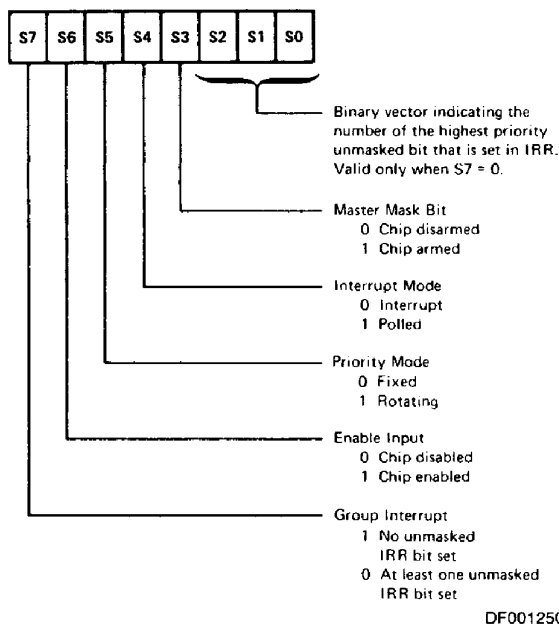 S7 S6 S5 S4 S3 S2 S1 S0
Binary vector indicating the
number of the highest priority
unmasked bit that is set in IRR.
Valid only when S7 = 0.
Master Mask Bit
0 Chip disarmed
1 Chip armed
Interrupt Mode
0 Interrupt
1 Polled
Priority Mode
0 Fixed
1 Rotating
Enable Input
0 Chip disabled
1 Chip enabled
Group Interrupt
1 No unmasked
IRR bit set
0 At least one unmasked
IRR bit set